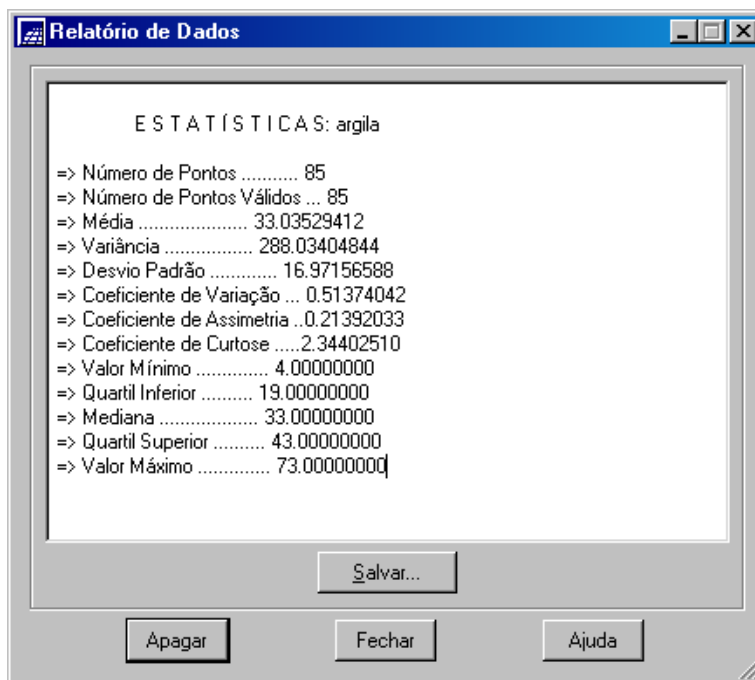 Relatório de Dados
E S T A T Í S T I C A S: argila
=> Número de Pontos ........... 85
=> Número de Pontos Válidos ... 85
=> Média ..................... 33.03529412
=> Variância ................. 288.03404844
=> Desvio Padrão ............. 16.97156588
=> Coeficiente de Variação ... 0.51374042
=> Coeficiente de Assimetria ..0.21392033
=> Coeficiente de Curtose .....2.34402510
=> Valor Mínimo .............. 4.00000000
=> Quartil Inferior .......... 19.00000000
=> Mediana ................... 33.00000000
=> Quartil Superior .......... 43.00000000
=> Valor Máximo .............. 73.00000000
Salvar...
Apagar Fechar Ajuda